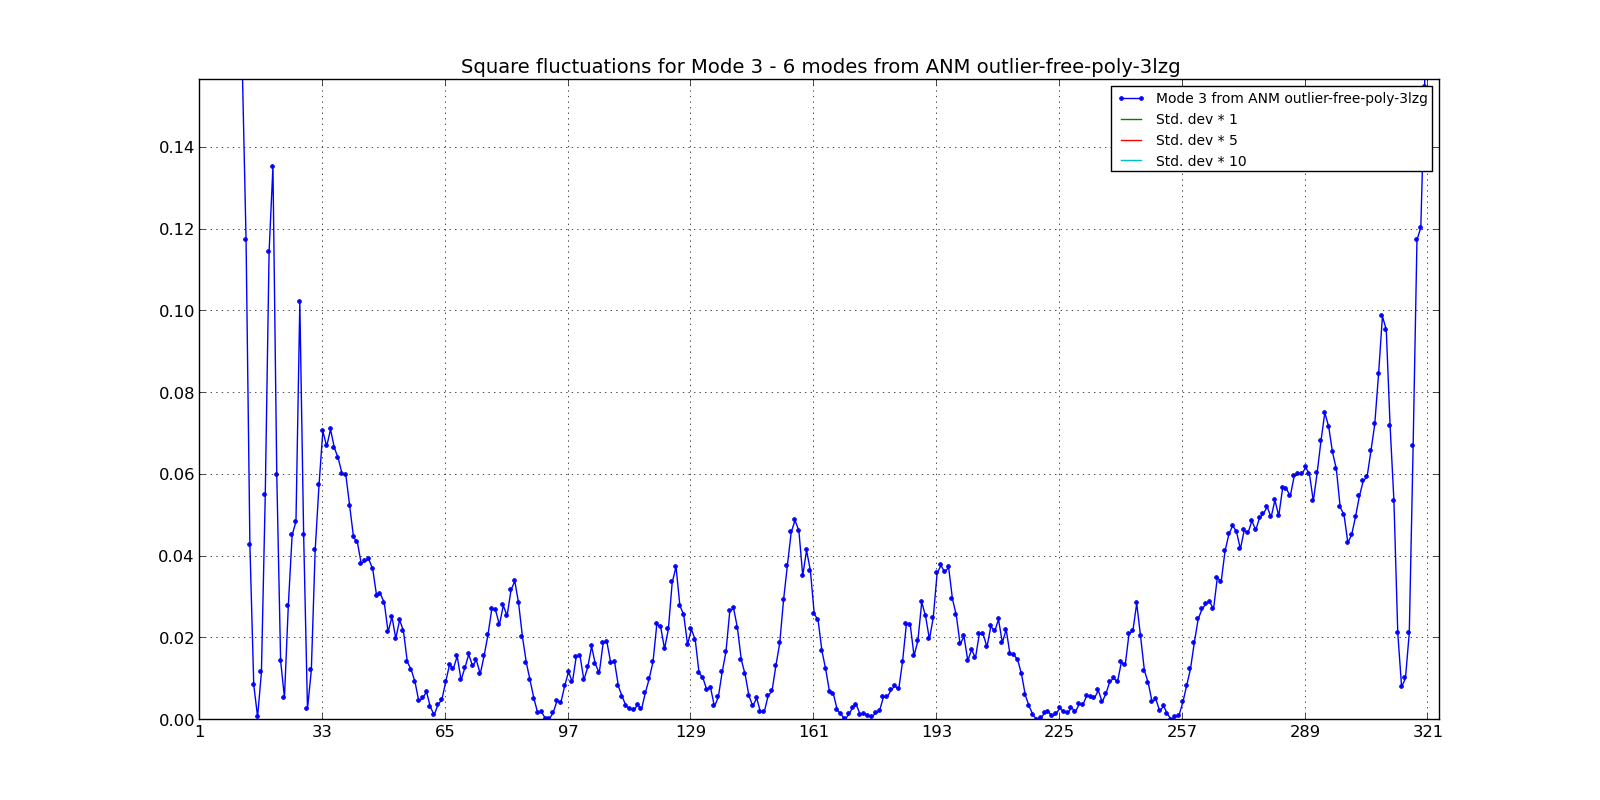 Square fluctuations for Mode 3 - 6 modes from ANM outlier-free-poly-3lzg
Mode 3 from ANM outlier-free-poly-3lzg
Std. dev * 1
Std. dev * 5
Std. dev * 10
0.14
0.12
0.10
0.08
0.06
0.04
0.02
0.00
1 33 65 97 129 161 193 225 257 289 321